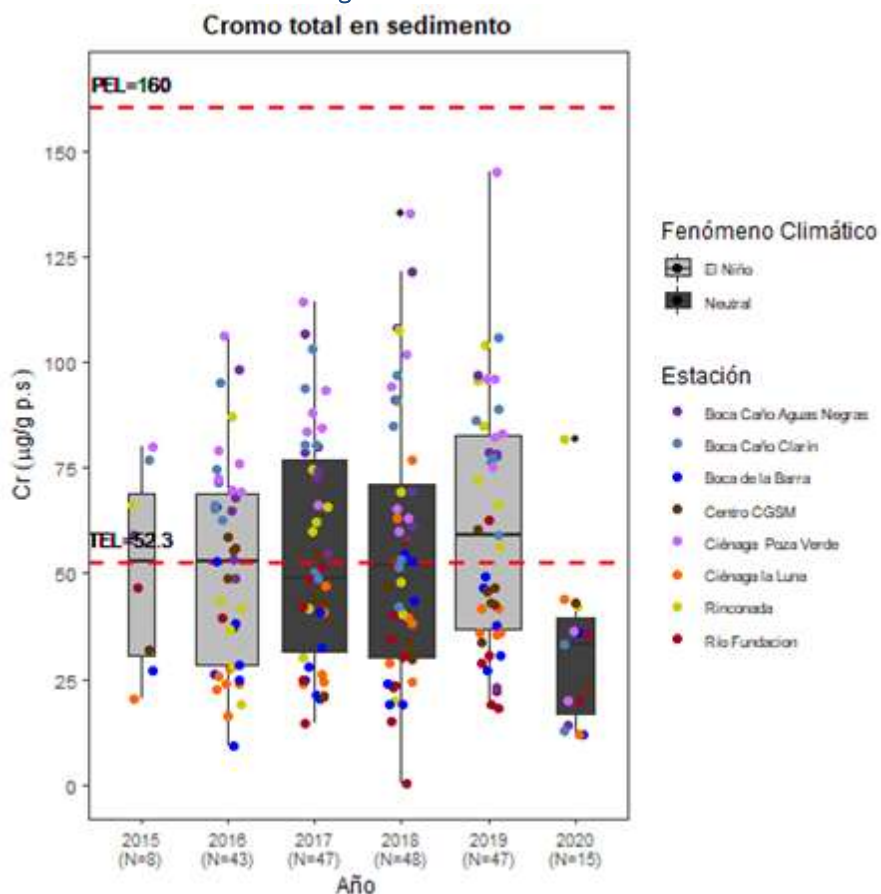 Cromo total en sedimento
PEL=160
TEL=52.3
Cr (µg/g p.s)
150
125
100
75
50
25
0
2015
(N=8)
2016
(N=43)
2017
(N=47)
2018
(N=48)
2019
(N=47)
2020
(N=15)
Año
Fenómeno Climático
El Niño
Neutral
Estación
Boca Caño Aguas Negras
Boca Caño Clarin
Boca de la Barra
Centro CGSM
Ciénaga Poza Verde
Ciénaga la Luna
Rinconada
Río Fundacion